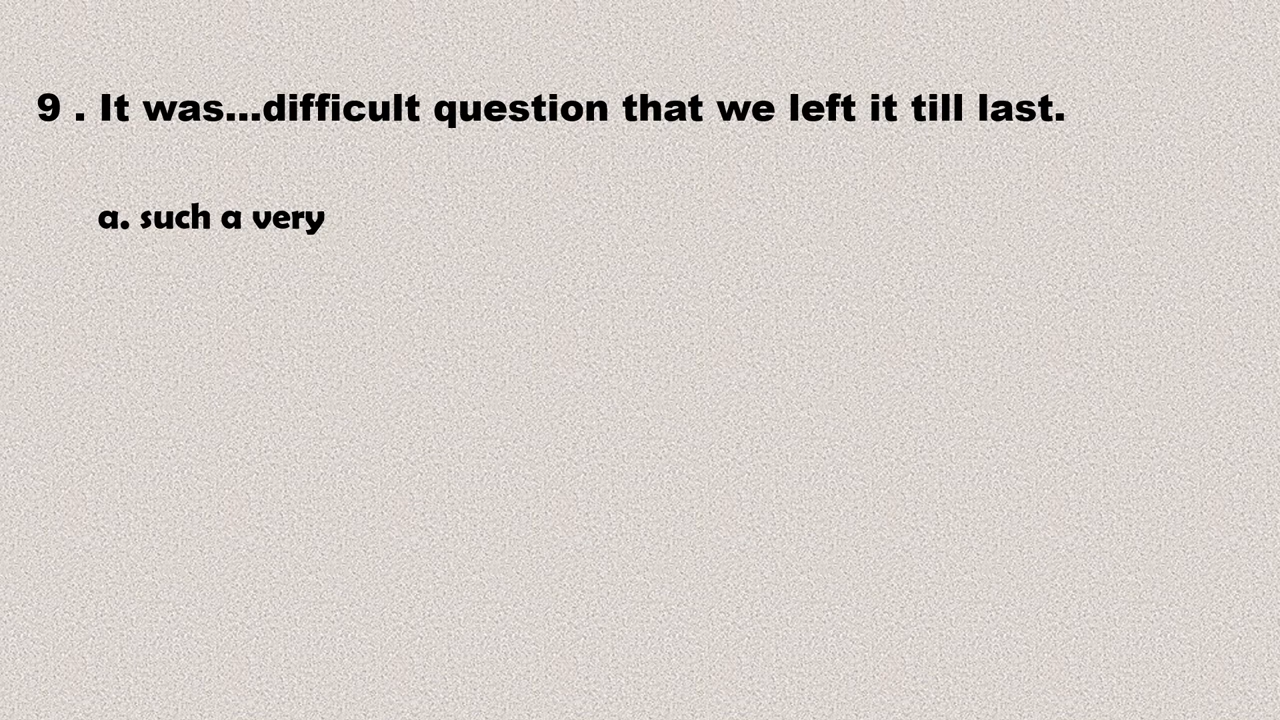 9 . It was...difficult question that we left it till last.
a. such a very